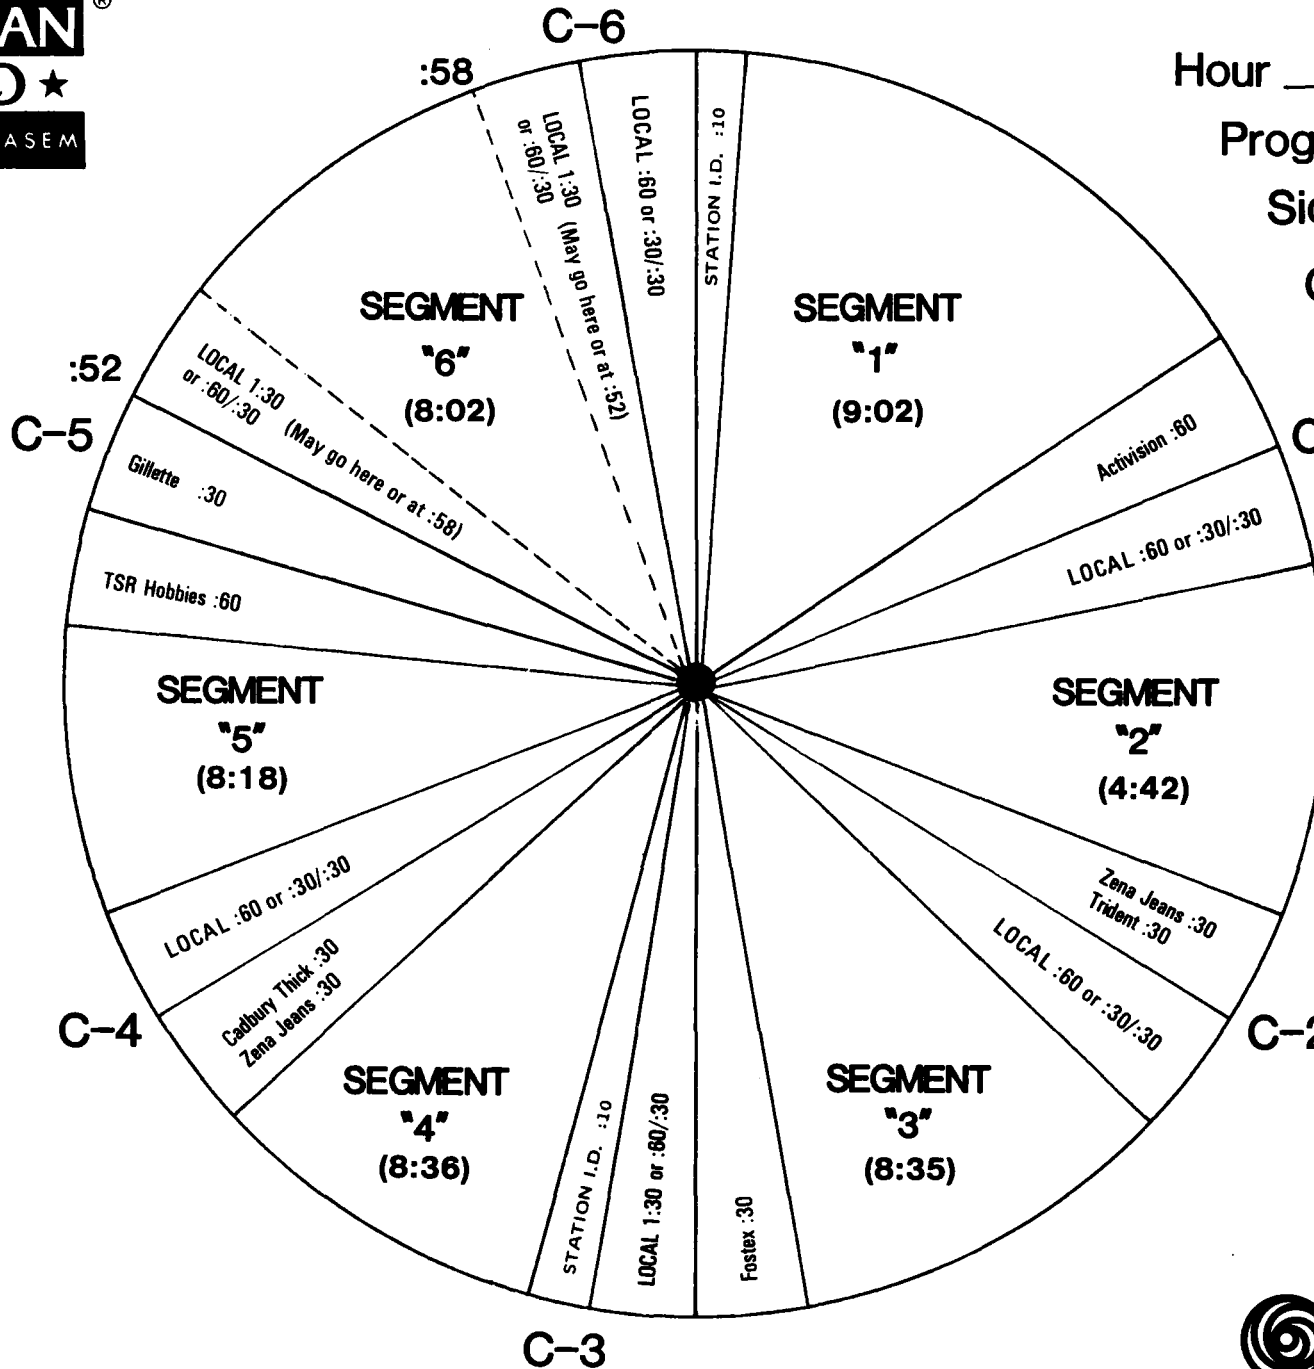 AN
®
ASEM
Hour
C-6
:58
:52
C-5
C-4
C-3
STATION I.D. :10
SEGMENT
"1"
(9:02)
Activision :60
LOCAL :60 or :30/:30
SEGMENT
"2"
(4:42)
Zena Jeans :30
Trident :30
LOCAL :60 or :30/:30
C-2
SEGMENT
"3"
(8:35)
Fostex :30
LOCAL 1:30 or :60/:30
STATION I.D. :10
SEGMENT
"4"
(8:36)
Cadbury Thick :30
Zena Jeans :30
LOCAL :60 or :30/:30
SEGMENT
"5"
(8:18)
TSR Hobbies :60
Gillette :30
LOCAL 1:30 (May go here or at :58)
or :60/:30
SEGMENT
"6"
(8:02)
LOCAL 1:30 (May go here or at :52)
or :60/:30
LOCAL :60 or :30/:30